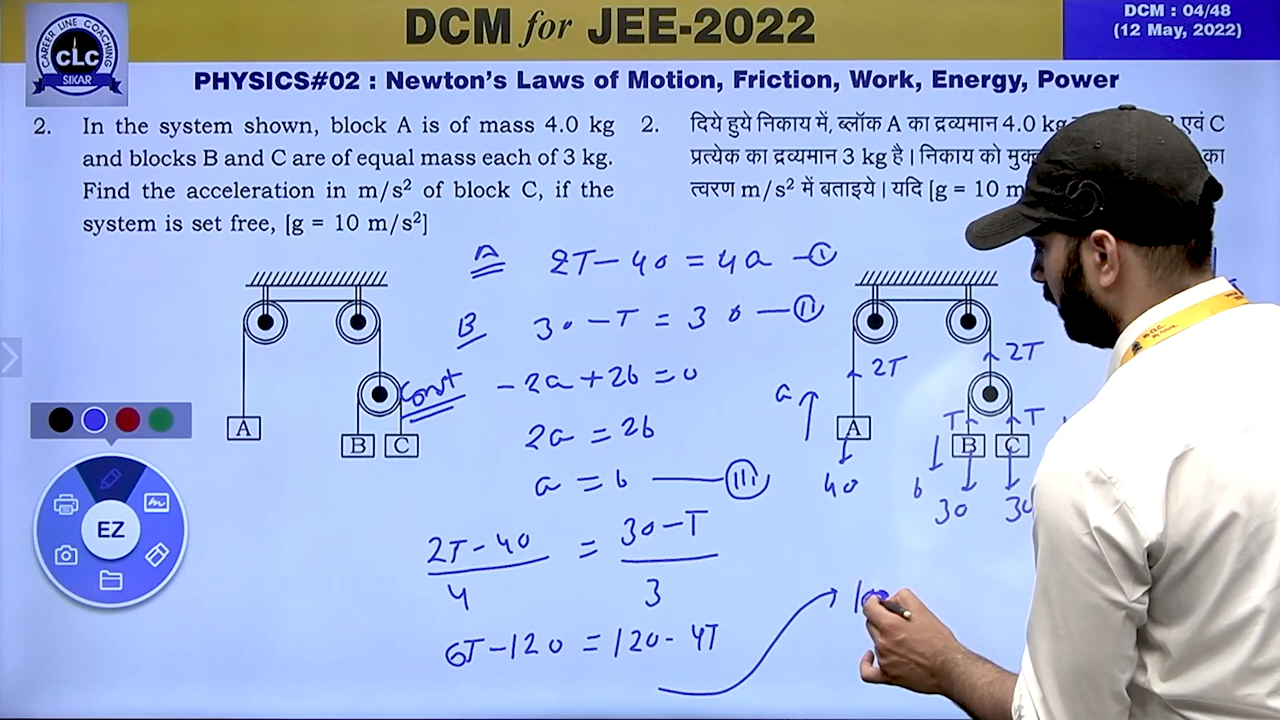 DCM for JEE-2022
DCM : 04/48
(12 May, 2022)
CAREER LINE COACHING
CLC
SIKAR
PHYSICS#02 : Newton's Laws of Motion, Friction, Work, Energy, Power
2. In the system shown, block A is of mass 4.0 kg
and blocks B and C are of equal mass each of 3 kg.
Find the acceleration in m/s² of block C, if the
system is set free, [g = 10 m/s²]
2. दिये हुये निकाय में, ब्लॉक A का द्रव्यमान 4.0 kg एवं C
प्रत्येक का द्रव्यमान 3 kg है। निकाय को का
त्वरण m/s² में बताइये। यदि [g = 10 m
A
B C
EZ
A 2T-40 = 4a -(I)
B 30-T = 3b -(II)
Const -2a+2b=0
2a = 2b
a = b -(III)
2T-40 / 4 = 30-T / 3
6T-120 = 120-4T
2T
2T
a
A
T T
B C
40
b
30 30